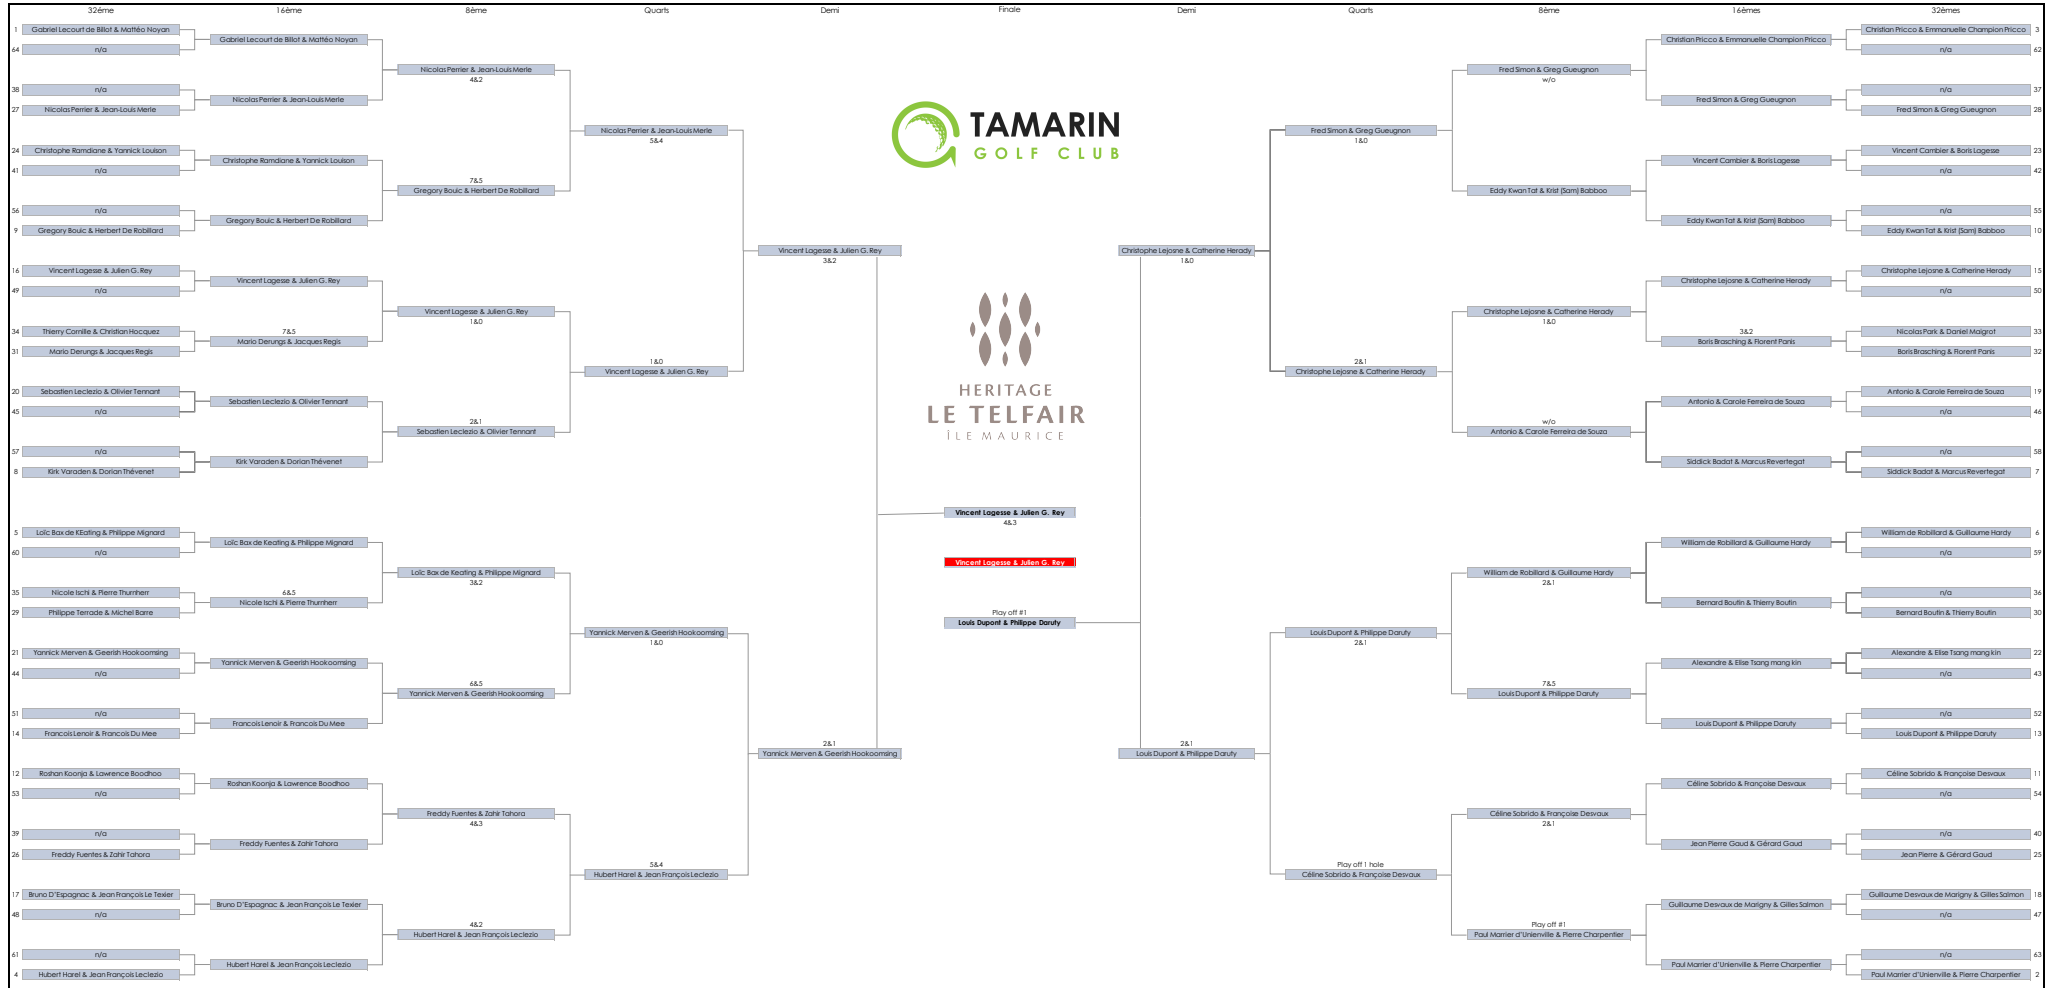 32éme
16éme
8ème
Quarts
Demi
Finale
Demi
Quarts
8ème
16èmes
32èmes
1 Gabriel Lecourt de Billot & Mattéo Noyan
64 n/a
38 n/a
27 Nicolas Perrier & Jean-Louis Merle
24 Christophe Ramdiane & Yannick Louison
41 n/a
56 n/a
9 Gregory Bouic & Herbert De Robillard
16 Vincent Lagesse & Julien G. Rey
49 n/a
34 Thierry Cornille & Christian Hocquez
31 Mario Derungs & Jacques Regis
20 Sebastien Leclezio & Olivier Tennant
45 n/a
57 n/a
8 Kirk Varaden & Dorian Thévenet
5 Loïc Bax de KEating & Philippe Mignard
60 n/a
35 Nicole Ischi & Pierre Thurnherr
29 Philippe Terrade & Michel Barre
21 Yannick Merven & Geerish Hookoomsing
44 n/a
51 n/a
14 Francois Lenoir & Francois Du Mee
12 Roshan Koonja & Lawrence Boodhoo
53 n/a
39 n/a
26 Freddy Fuentes & Zahir Tahora
17 Bruno D'Espagnac & Jean François Le Texier
48 n/a
61 n/a
4 Hubert Harel & Jean François Leclezio
Gabriel Lecourt de Billot & Mattéo Noyan
Nicolas Perrier & Jean-Louis Merle
Christophe Ramdiane & Yannick Louison
Gregory Bouic & Herbert De Robillard
Vincent Lagesse & Julien G. Rey
7&5
Mario Derungs & Jacques Regis
Sebastien Leclezio & Olivier Tennant
Kirk Varaden & Dorian Thévenet
Loïc Bax de Keating & Philippe Mignard
6&5
Nicole Ischi & Pierre Thurnherr
Yannick Merven & Geerish Hookoomsing
Francois Lenoir & Francois Du Mee
Roshan Koonja & Lawrence Boodhoo
Freddy Fuentes & Zahir Tahora
Bruno D'Espagnac & Jean François Le Texier
Hubert Harel & Jean François Leclezio
Nicolas Perrier & Jean-Louis Merle
4&2
7&5
Gregory Bouic & Herbert De Robillard
Vincent Lagesse & Julien G. Rey
1&0
2&1
Sebastien Leclezio & Olivier Tennant
Loïc Bax de Keating & Philippe Mignard
3&2
6&5
Yannick Merven & Geerish Hookoomsing
Freddy Fuentes & Zahir Tahora
4&3
4&2
Hubert Harel & Jean François Leclezio
Nicolas Perrier & Jean-Louis Merle
5&4
1&0
Vincent Lagesse & Julien G. Rey
Yannick Merven & Geerish Hookoomsing
1&0
5&4
Hubert Harel & Jean François Leclezio
Vincent Lagesse & Julien G. Rey
3&2
2&1
Yannick Merven & Geerish Hookoomsing
TAMARIN
GOLF CLUB
HERITAGE
LE TELFAIR
ÎLE MAURICE
Vincent Lagesse & Julien G. Rey
4&3
Vincent Lagesse & Julien G. Rey
Play off #1
Louis Dupont & Philippe Daruty
Christophe Lejosne & Catherine Herady
1&0
2&1
Louis Dupont & Philippe Daruty
Fred Simon & Greg Gueugnon
1&0
2&1
Christophe Lejosne & Catherine Herady
Louis Dupont & Philippe Daruty
2&1
Play off 1 hole
Céline Sobrido & Françoise Desvaux
Fred Simon & Greg Gueugnon
w/o
Eddy Kwan Tat & Krist (Sam) Babboo
Christophe Lejosne & Catherine Herady
1&0
w/o
Antonio & Carole Ferreira de Souza
William de Robillard & Guillaume Hardy
2&1
7&5
Louis Dupont & Philippe Daruty
Céline Sobrido & Françoise Desvaux
2&1
Play off #1
Paul Marrier d'Unienville & Pierre Charpentier
Christian Pricco & Emmanuelle Champion Pricco
Fred Simon & Greg Gueugnon
Vincent Cambier & Boris Lagesse
Eddy Kwan Tat & Krist (Sam) Babboo
Christophe Lejosne & Catherine Herady
3&2
Boris Brasching & Florent Panis
Antonio & Carole Ferreira de Souza
Siddick Badat & Marcus Revertegat
William de Robillard & Guillaume Hardy
Bernard Boutin & Thierry Boutin
Alexandre & Elise Tsang mang kin
Louis Dupont & Philippe Daruty
Céline Sobrido & Françoise Desvaux
Jean Pierre Gaud & Gérard Gaud
Guillaume Desvaux de Marigny & Gilles Salmon
Paul Marrier d'Unienville & Pierre Charpentier
Christian Pricco & Emmanuelle Champion Pricco 3
n/a 62
n/a 37
Fred Simon & Greg Gueugnon 28
Vincent Cambier & Boris Lagesse 23
n/a 42
n/a 55
Eddy Kwan Tat & Krist (Sam) Babboo 10
Christophe Lejosne & Catherine Herady 15
n/a 50
Nicolas Park & Daniel Maigrot 33
Boris Brasching & Florent Panis 32
Antonio & Carole Ferreira de Souza 19
n/a 46
n/a 58
Siddick Badat & Marcus Revertegat 7
William de Robillard & Guillaume Hardy 6
n/a 59
n/a 36
Bernard Boutin & Thierry Boutin 30
Alexandre & Elise Tsang mang kin 22
n/a 43
n/a 52
Louis Dupont & Philippe Daruty 13
Céline Sobrido & Françoise Desvaux 11
n/a 54
n/a 40
Jean Pierre & Gérard Gaud 25
Guillaume Desvaux de Marigny & Gilles Salmon 18
n/a 47
n/a 63
Paul Marrier d'Unienville & Pierre Charpentier 2